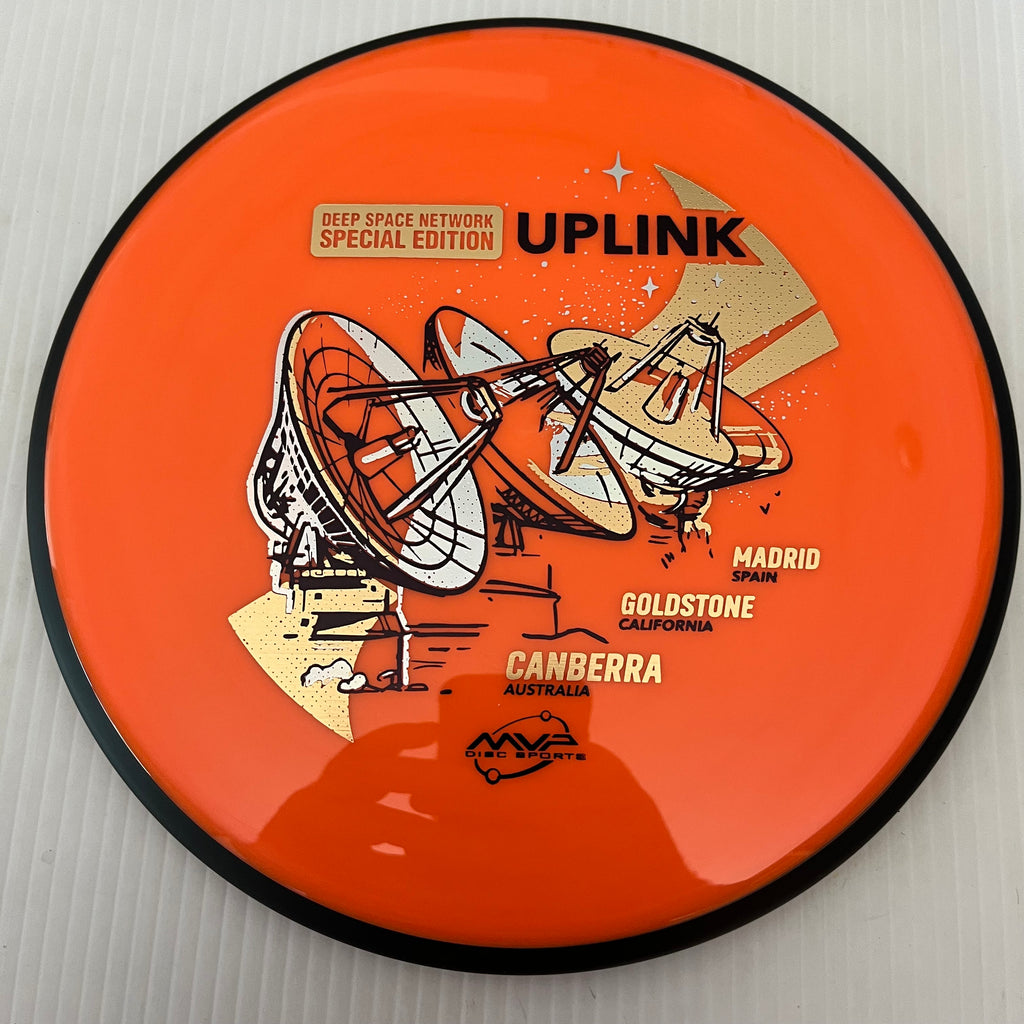 DEEP SPACE NETWORK
SPECIAL EDITION
UPLINK
MADRID
SPAIN
GOLDSTONE
CALIFORNIA
CANBERRA
AUSTRALIA
MVP
DISC SPORTS